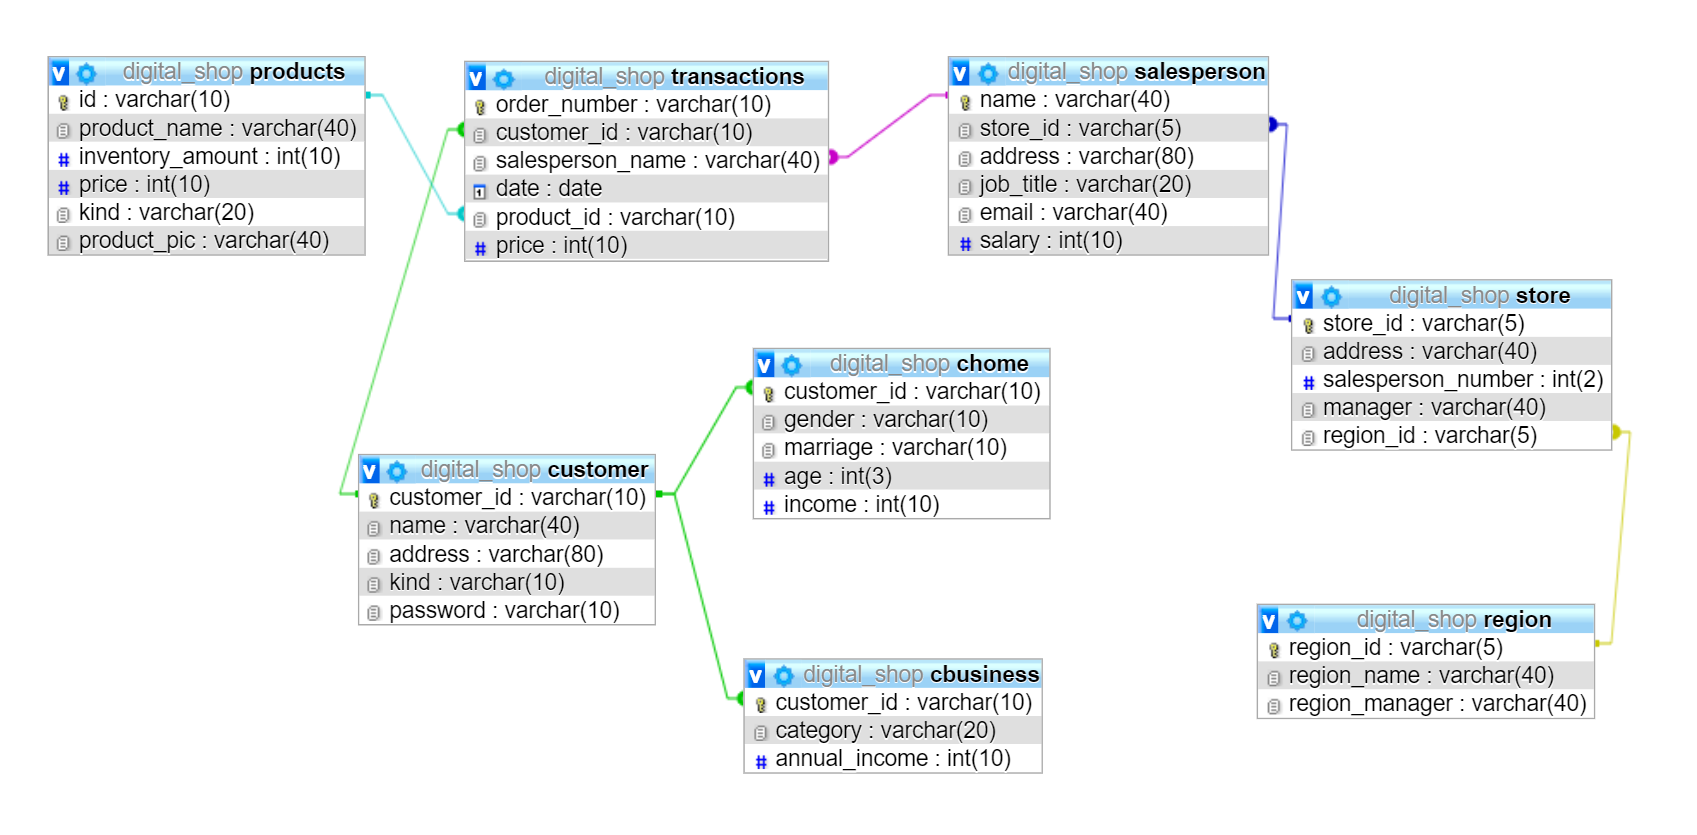 digital_shop products
id : varchar(10)
product_name : varchar(40)
inventory_amount : int(10)
price : int(10)
kind : varchar(20)
product_pic : varchar(40)
digital_shop transactions
order_number : varchar(10)
customer_id : varchar(10)
salesperson_name : varchar(40)
date : date
product_id : varchar(10)
price : int(10)
digital_shop salesperson
name : varchar(40)
store_id : varchar(5)
address : varchar(80)
job_title : varchar(20)
email : varchar(40)
salary : int(10)
digital_shop store
store_id : varchar(5)
address : varchar(40)
salesperson_number : int(2)
manager : varchar(40)
region_id : varchar(5)
digital_shop chome
customer_id : varchar(10)
gender : varchar(10)
marriage : varchar(10)
age : int(3)
income : int(10)
digital_shop customer
customer_id : varchar(10)
name : varchar(40)
address : varchar(80)
kind : varchar(10)
password : varchar(10)
digital_shop cbusiness
customer_id : varchar(10)
category : varchar(20)
annual_income : int(10)
digital_shop region
region_id : varchar(5)
region_name : varchar(40)
region_manager : varchar(40)